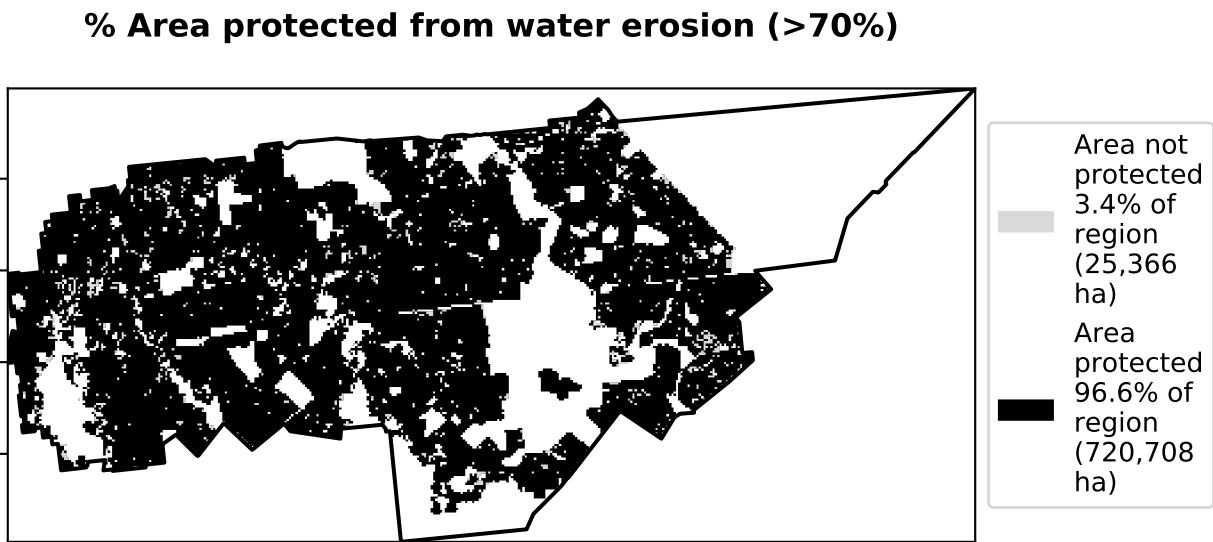 % Area protected from water erosion (>70%)
Area not
protected
3.4% of
region
(25,366
ha)
Area
protected
96.6% of
region
(720,708
ha)